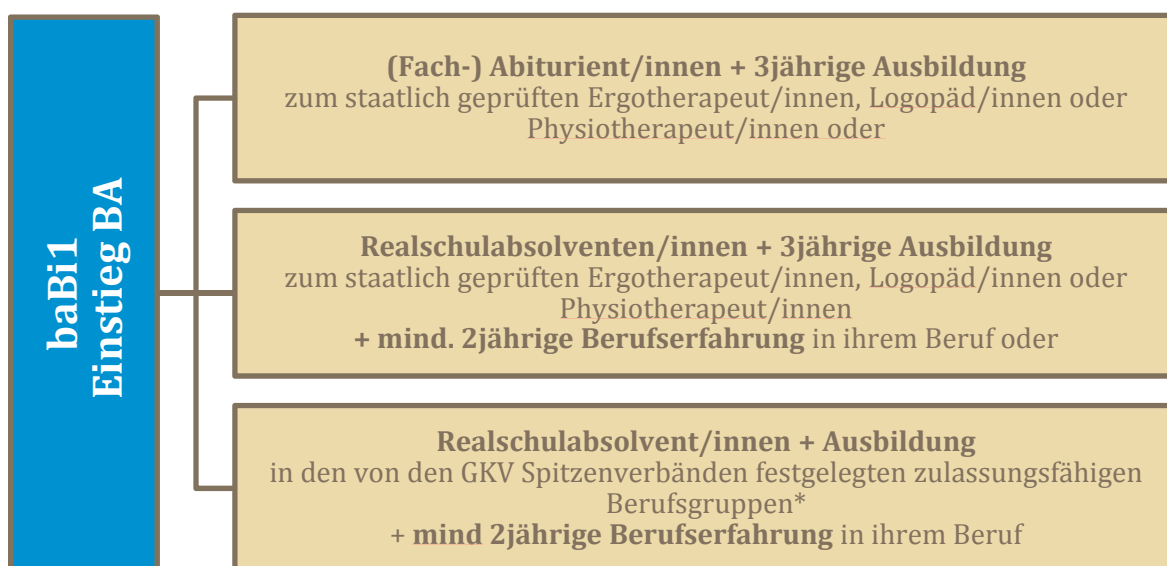 baBi1
Einstieg BA
(Fach-) Abiturient/innen + 3jährige Ausbildung
zum staatlich geprüften Ergotherapeut/innen, Logopäd/innen oder
Physiotherapeut/innen oder
Realschulabsolventen/innen + 3jährige Ausbildung
zum staatlich geprüften Ergotherapeut/innen, Logopäd/innen oder
Physiotherapeut/innen
+ mind. 2jährige Berufserfahrung in ihrem Beruf oder
Realschulabsolvent/innen + Ausbildung
in den von den GKV Spitzenverbänden festgelegten zulassungsfähigen
Berufsgruppen*
+ mind 2jährige Berufserfahrung in ihrem Beruf